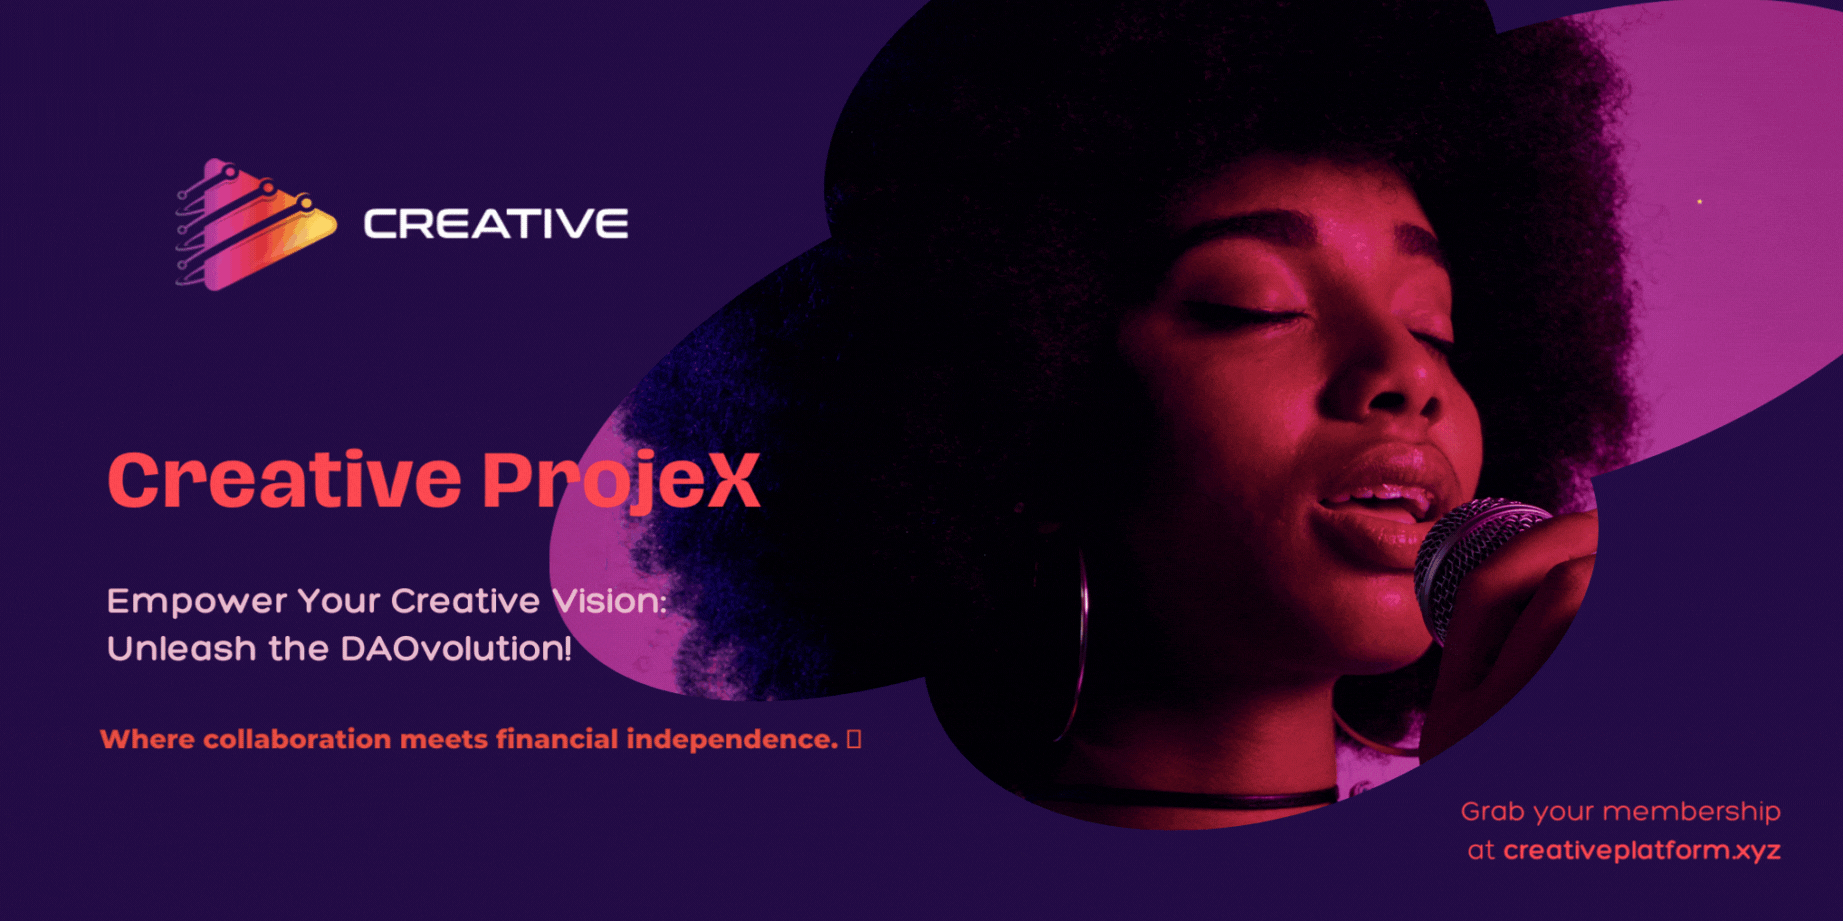 CREATIVE
Creative ProjeX
Empower Your Creative Vision:
Unleash the DAOvolution!
Where collaboration meets financial independence. 
Grab your membership
at creativeplatform.xyz